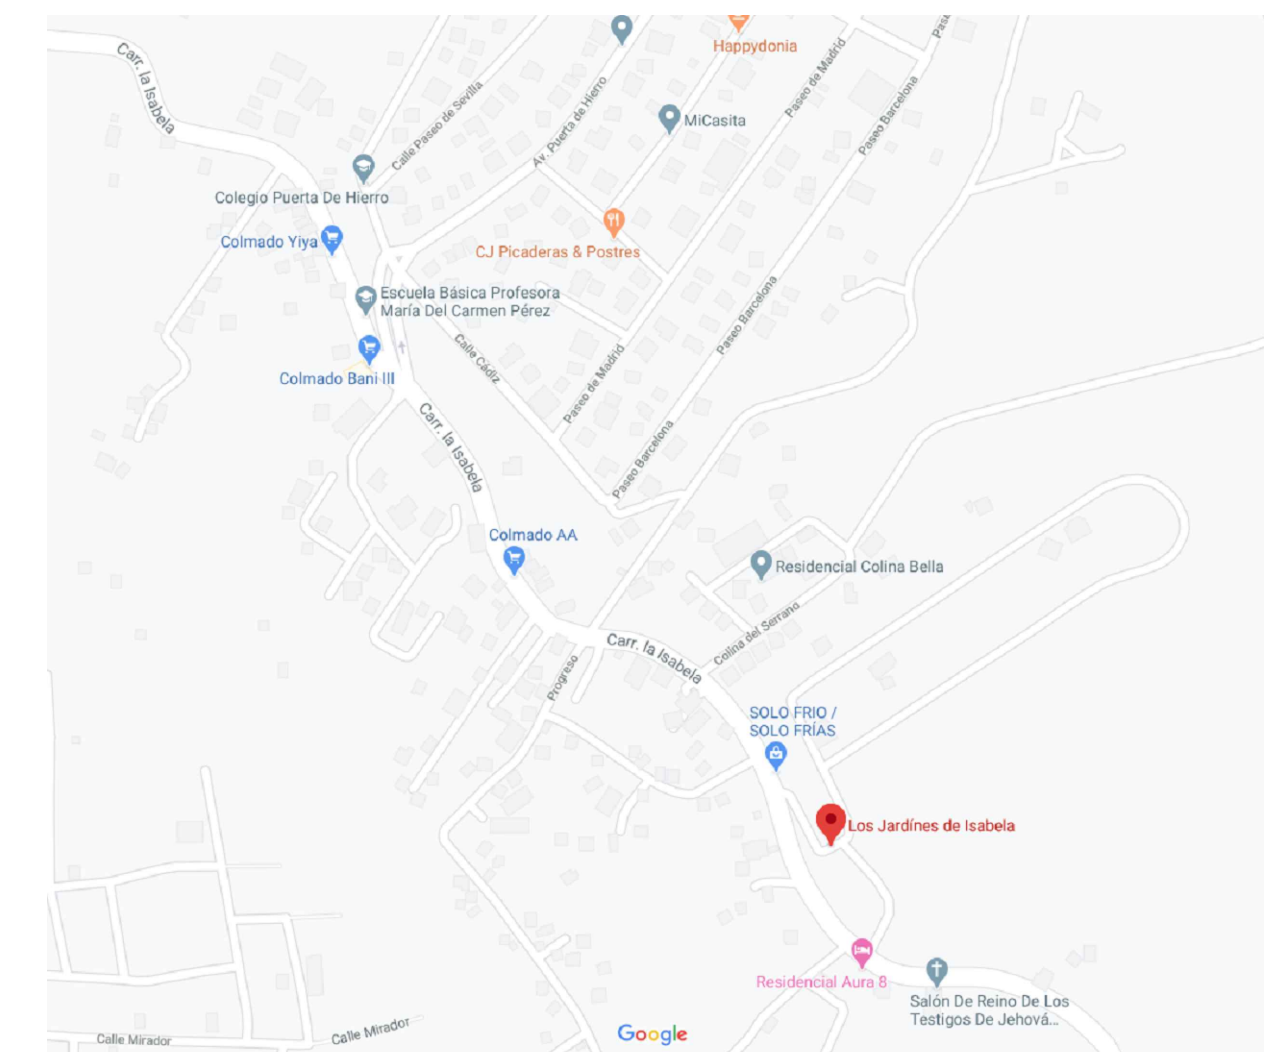 Happydonia
Carr. la Isabela
Calle Paseo de Sevilla
Av. Puerta de Hierro
MiCasita
Paseo de Madrid
Paseo Barcelona
Colegio Puerta De Hierro
Colmado Yiya
CJ Picaderas & Postres
Escuela Básica Profesora
María Del Carmen Pérez
Paseo Barcelona
Calle Cádiz
Paseo de Madrid
Colmado Bani III
Carr. la Isabela
Paseo Barcelona
Colmado AA
Residencial Colina Bella
Colina del Serrano
Carr. la Isabela
Progreso
SOLO FRIO /
SOLO FRÍAS
Los Jardínes de Isabela
Residencial Aura 8
Salón De Reino De Los
Testigos De Jehová...
Calle Mirador
Calle Mirador
Google